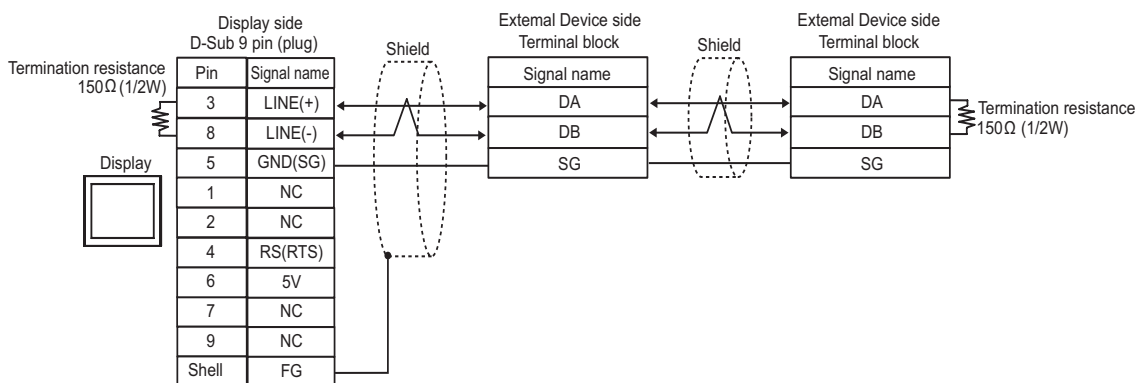 Display side
D-Sub 9 pin (plug)
Shield
External Device side
Terminal block
Shield
External Device side
Terminal block
Termination resistance
150Ω (1/2W)
Pin Signal name
3 LINE(+)
8 LINE(-)
5 GND(SG)
1 NC
2 NC
4 RS(RTS)
6 5V
7 NC
9 NC
Shell FG
Display
Signal name
DA
DB
SG
Signal name
DA
DB
SG
Termination resistance
150Ω (1/2W)